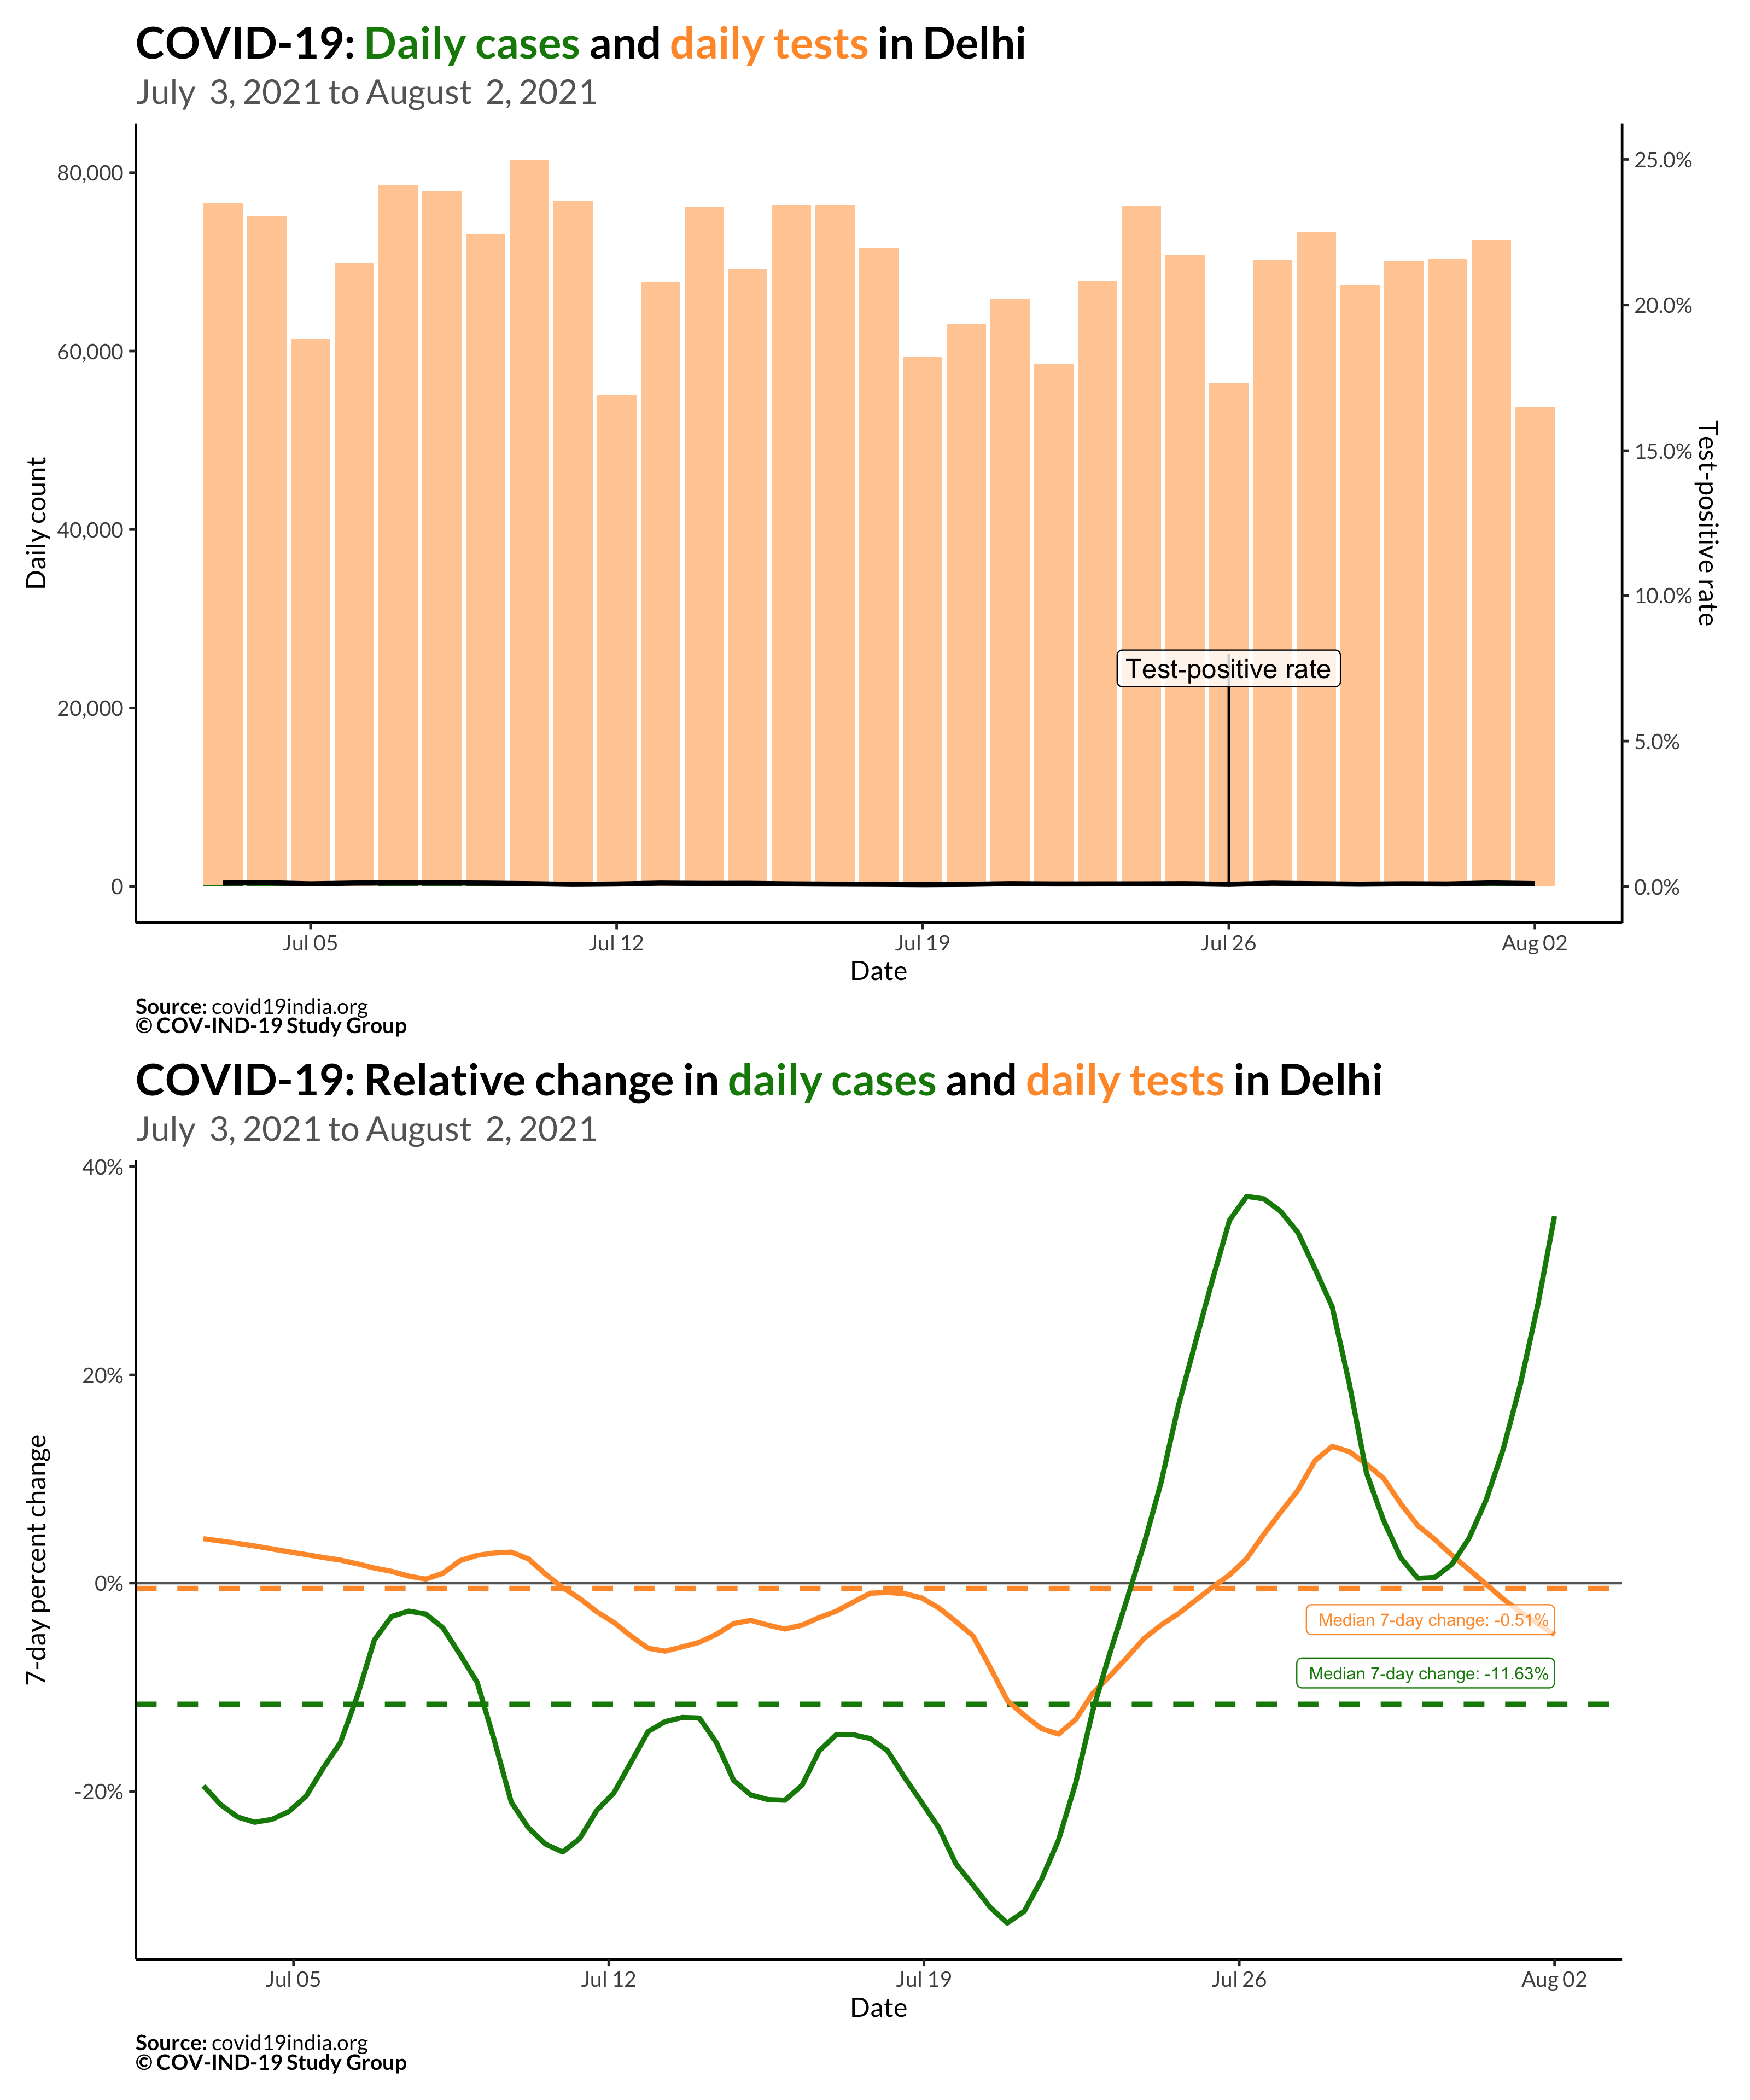 COVID-19: Daily cases and daily tests in Delhi
July 3, 2021 to August 2, 2021
80,000
60,000
40,000
20,000
0
Daily count
25.0%
20.0%
15.0%
10.0%
5.0%
0.0%
Test-positive rate
Test-positive rate
Jul 05 Jul 12 Jul 19 Jul 26 Aug 02
Date
Source: covid19india.org
© COV-IND-19 Study Group
COVID-19: Relative change in daily cases and daily tests in Delhi
July 3, 2021 to August 2, 2021
40%
20%
0%
-20%
7-day percent change
Median 7-day change: -0.51%
Median 7-day change: -11.63%
Jul 05 Jul 12 Jul 19 Jul 26 Aug 02
Date
Source: covid19india.org
© COV-IND-19 Study Group